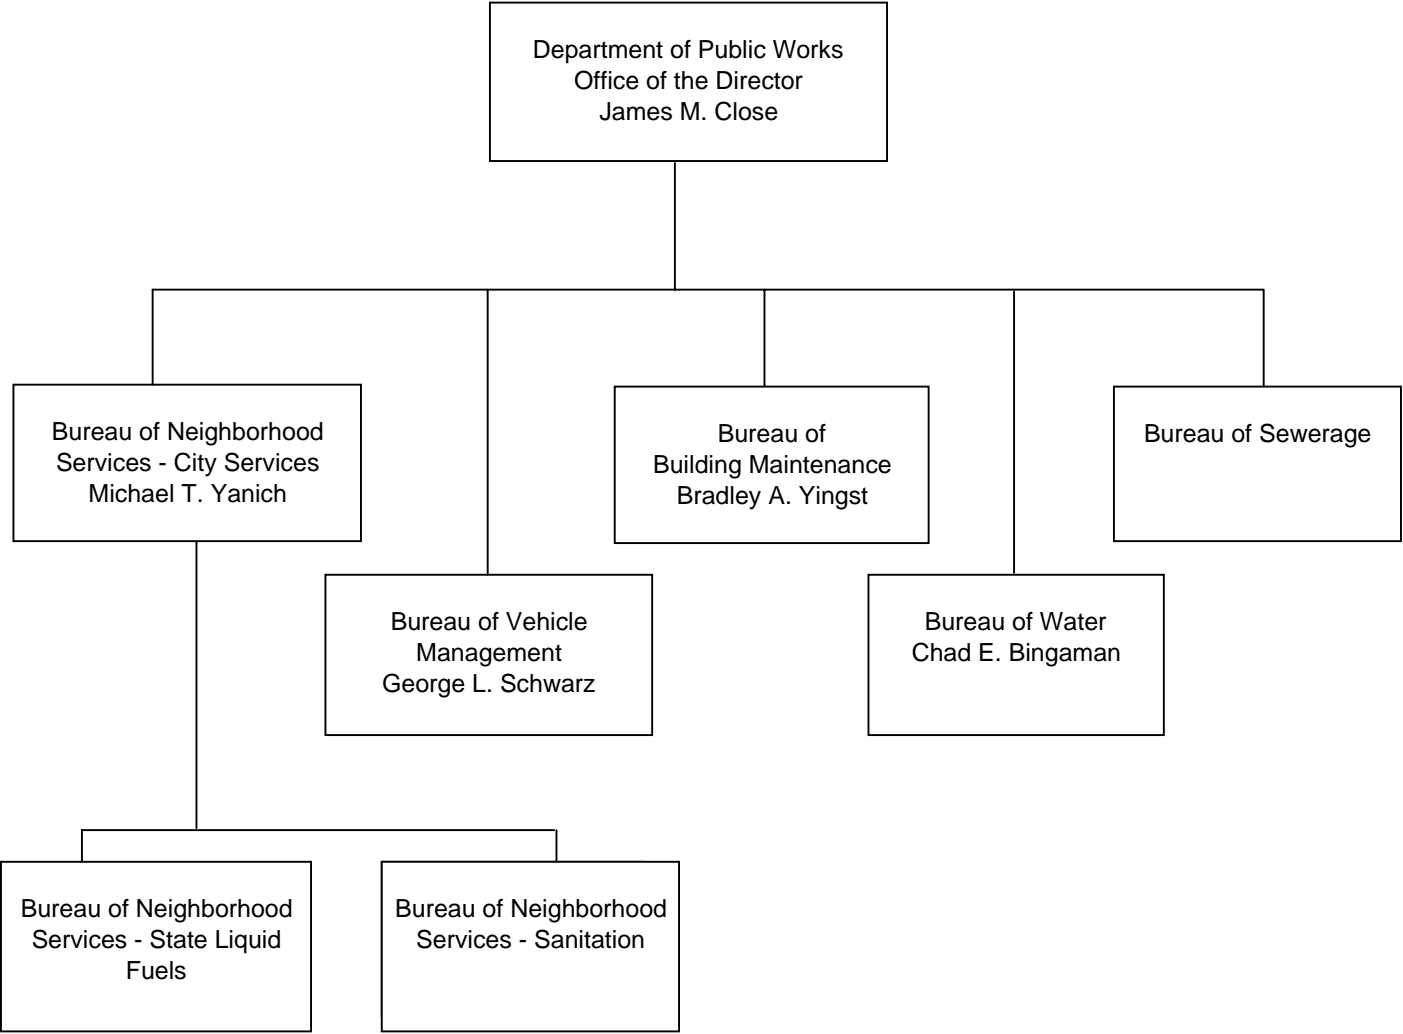 Department of Public Works
Office of the Director
James M. Close
Bureau of Neighborhood
Services - City Services
Michael T. Yanich
Bureau of
Building Maintenance
Bradley A. Yingst
Bureau of Sewerage
Bureau of Vehicle
Management
George L. Schwarz
Bureau of Water
Chad E. Bingaman
Bureau of Neighborhood
Services - State Liquid
Fuels
Bureau of Neighborhood
Services - Sanitation